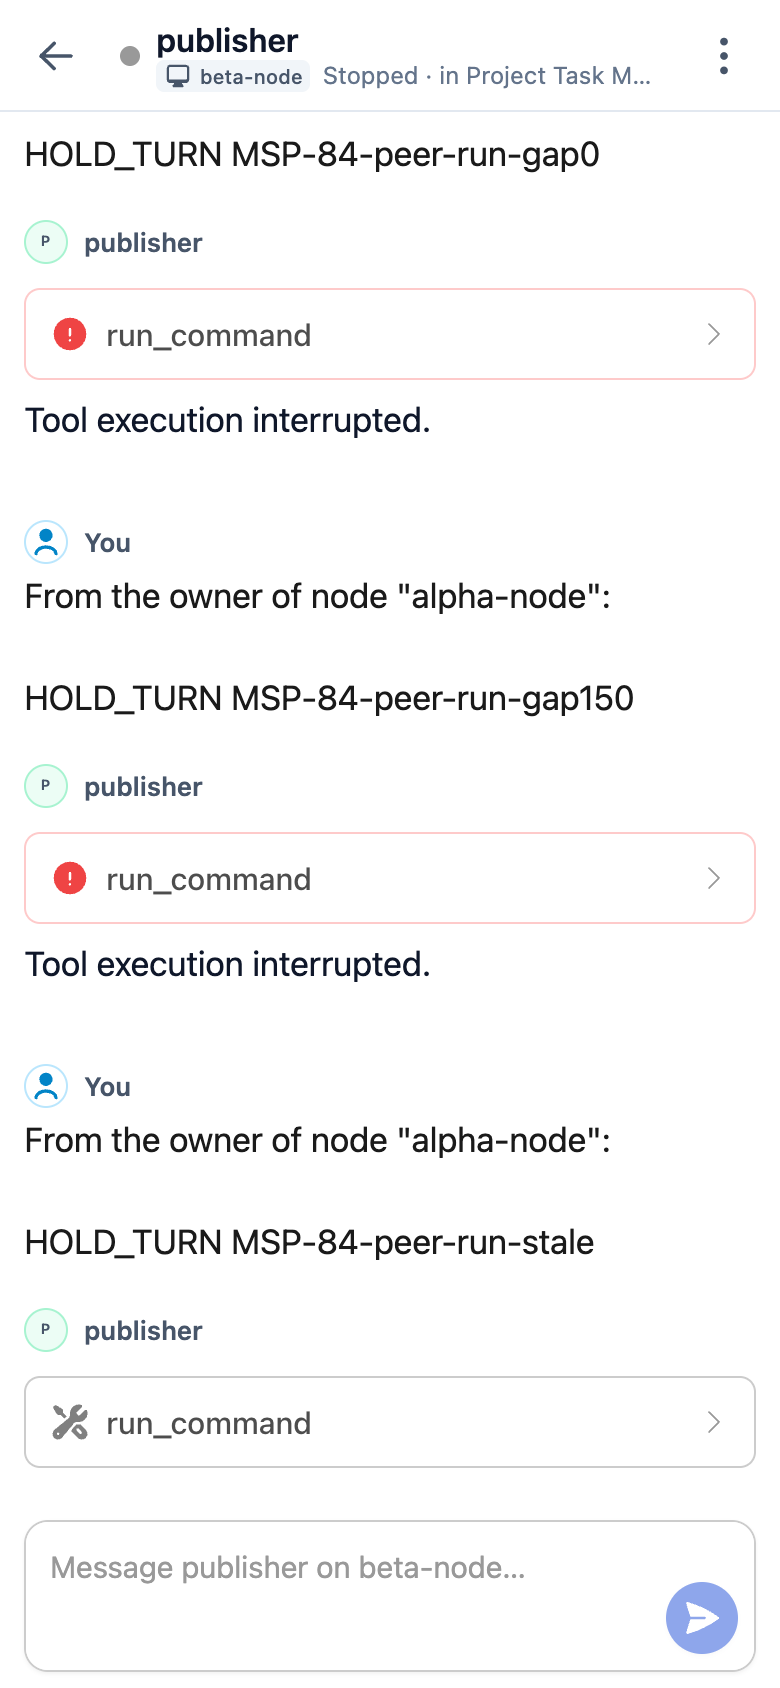 publisher
beta-node Stopped · in Project Task M...
HOLD_TURN MSP-84-peer-run-gap0
P publisher
! run_command
Tool execution interrupted.
You
From the owner of node "alpha-node":
HOLD_TURN MSP-84-peer-run-gap150
P publisher
! run_command
Tool execution interrupted.
You
From the owner of node "alpha-node":
HOLD_TURN MSP-84-peer-run-stale
P publisher
run_command
Message publisher on beta-node...